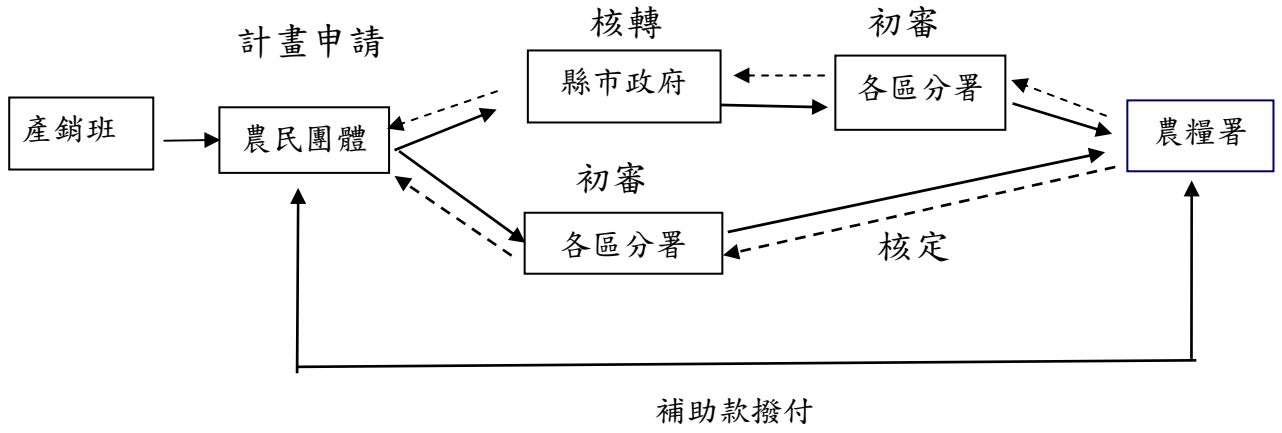 計畫申請
核轉
初審
產銷班
農民團體
縣市政府
各區分署
農糧署
初審
各區分署
核定
補助款撥付